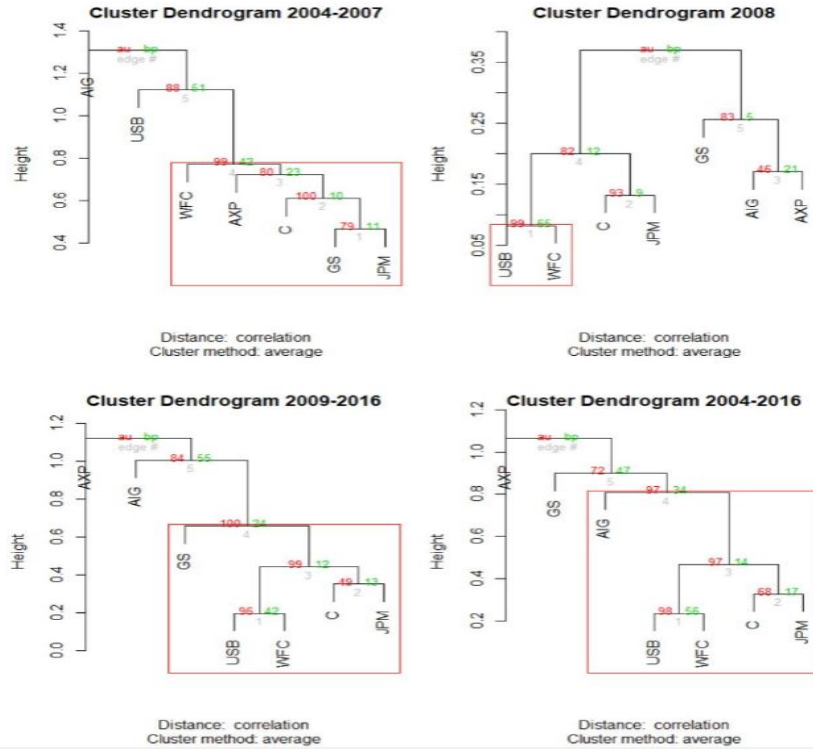 Cluster Dendrogram 2004-2007
Height
1.4
1.2
1.0
0.8
0.6
0.4
au bp
edge #
AIG
88 61
5
USB
99 42
4
80 23
3
WFC
AXP
100 10
2
C
79 11
1
GS
JPM
Distance: correlation
Cluster method: average
Cluster Dendrogram 2008
Height
0.35
0.25
0.15
0.05
au bp
edge #
83 5
5
GS
82 12
4
46 21
3
93 9
2
AIG
AXP
C
JPM
99 55
1
USB
WFC
Distance: correlation
Cluster method: average
Cluster Dendrogram 2009-2016
Height
1.2
1.0
0.8
0.6
0.4
0.2
0.0
au bp
edge #
AXP
84 55
5
AIG
100 24
4
GS
99 12
3
49 13
2
C
JPM
96 42
1
USB
WFC
Distance: correlation
Cluster method: average
Cluster Dendrogram 2004-2016
Height
1.2
1.0
0.8
0.6
0.4
0.2
au bp
edge #
AXP
72 47
5
GS
97 34
4
AIG
97 14
3
68 17
2
C
JPM
98 56
1
USB
WFC
Distance: correlation
Cluster method: average